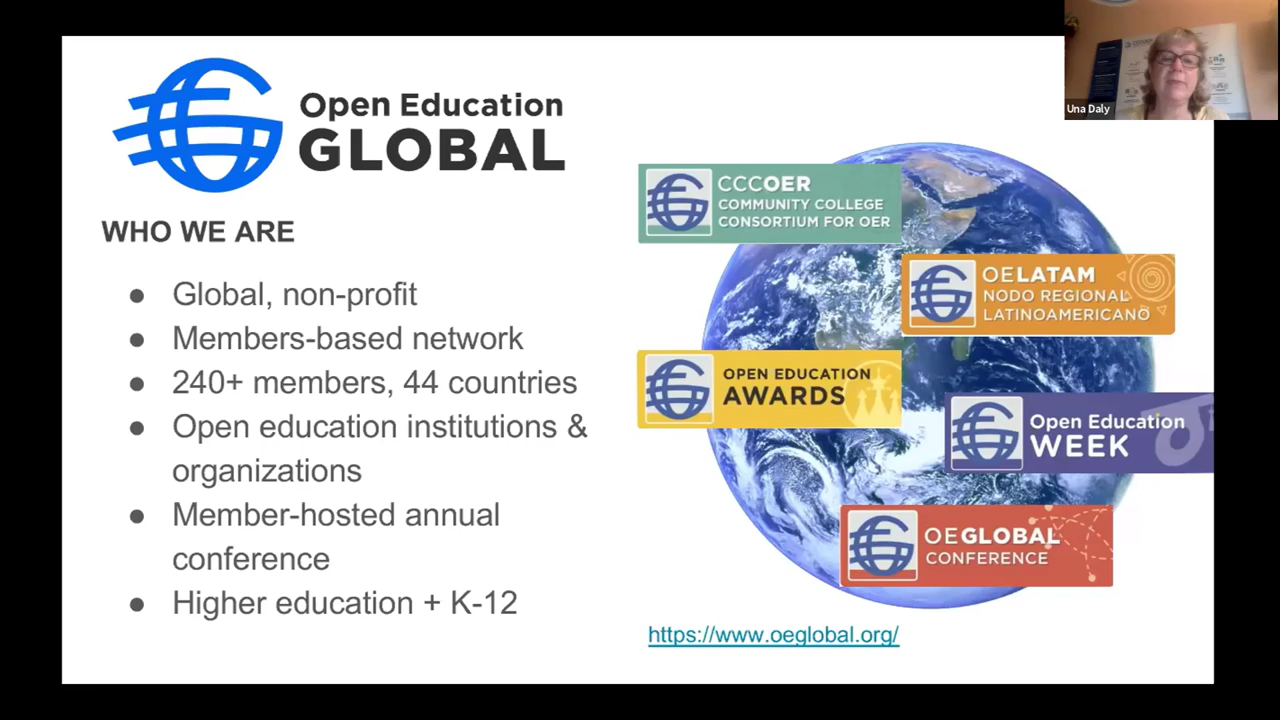 Open Education
GLOBAL
WHO WE ARE
● Global, non-profit
● Members-based network
● 240+ members, 44 countries
● Open education institutions &
organizations
● Member-hosted annual
conference
● Higher education + K-12
CCCOER
COMMUNITY COLLEGE
CONSORTIUM FOR OER
OELATAM
NODO REGIONAL
LATINOAMERICANO
OPEN EDUCATION
AWARDS
Open Education
WEEK
OEGLOBAL
CONFERENCE
https://www.oeglobal.org/
Una Daly